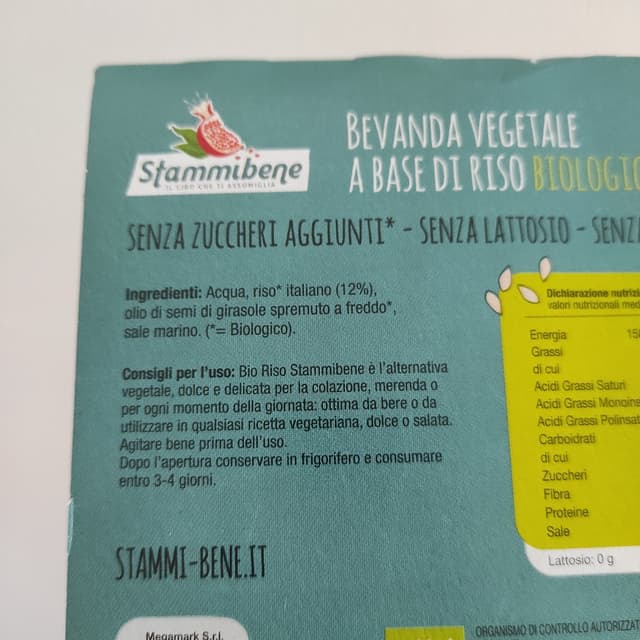 Stammibene
IL CIBO CHE TI ASSOMIGLIA
BEVANDA VEGETALE
A BASE DI RISO BIOLOGIC
SENZA ZUCCHERI AGGIUNTI* - SENZA LATTOSIO - SENZA
Ingredienti: Acqua, riso* italiano (12%),
olio di semi di girasole spremuto a freddo*,
sale marino. (*= Biologico).
Consigli per l'uso: Bio Riso Stammibene è l'alternativa
vegetale, dolce e delicata per la colazione, merenda o
per ogni momento della giornata: ottima da bere o da
utilizzare in qualsiasi ricetta vegetariana, dolce o salata.
Agitare bene prima dell'uso.
Dopo l'apertura conservare in frigorifero e consumare
entro 3-4 giorni.
STAMMI-BENE.IT
Megamark S.r.l.
Dichiarazione nutrizi
valori nutrizionali med
Energia 15
Grassi
di cui
Acidi Grassi Saturi
Acidi Grassi Monoins
Acidi Grassi Polinsat
Carboidrati
di cui
Zuccheri
Fibra
Proteine
Sale
Lattosio: 0 g
ORGANISMO DI CONTROLLO AUTORIZZAT